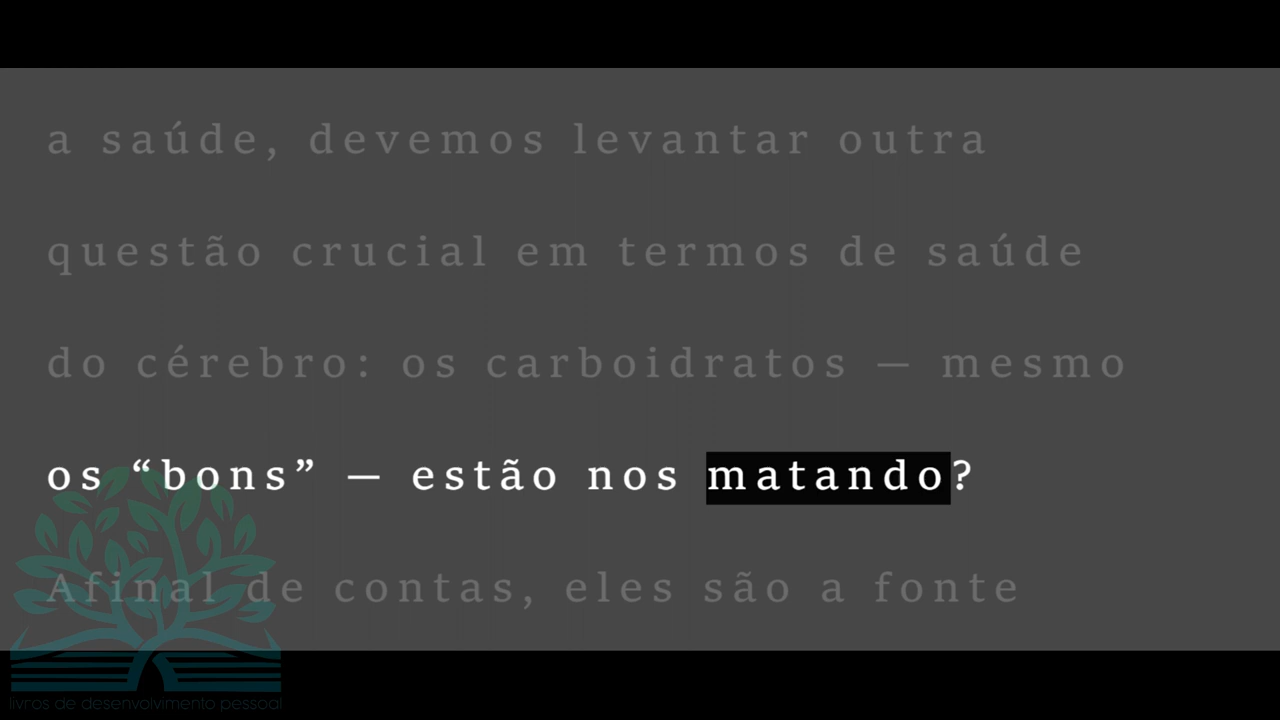 a saúde, devemos levantar outra
questão crucial em termos de saúde
do cérebro: os carboidratos — mesmo
os “bons” — estão nos matando?
Afinal de contas, eles são a fonte
livros de desenvolvimento pessoal